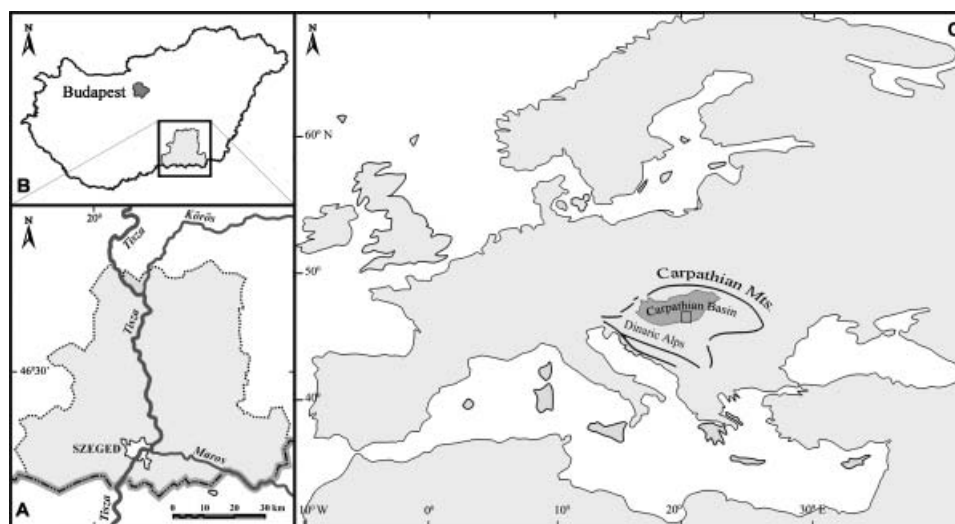 N
Budapest
B
N
20°
Tisza
Körös
Tisza
46°30'
SZEGED
Maros
Tisza
A
0 10 20 30 km
C
N
60° N
50°
40°
Carpathian Mts.
Carpathian Basin
Dinaric Alps
10° W
0°
10°
20°
30° E